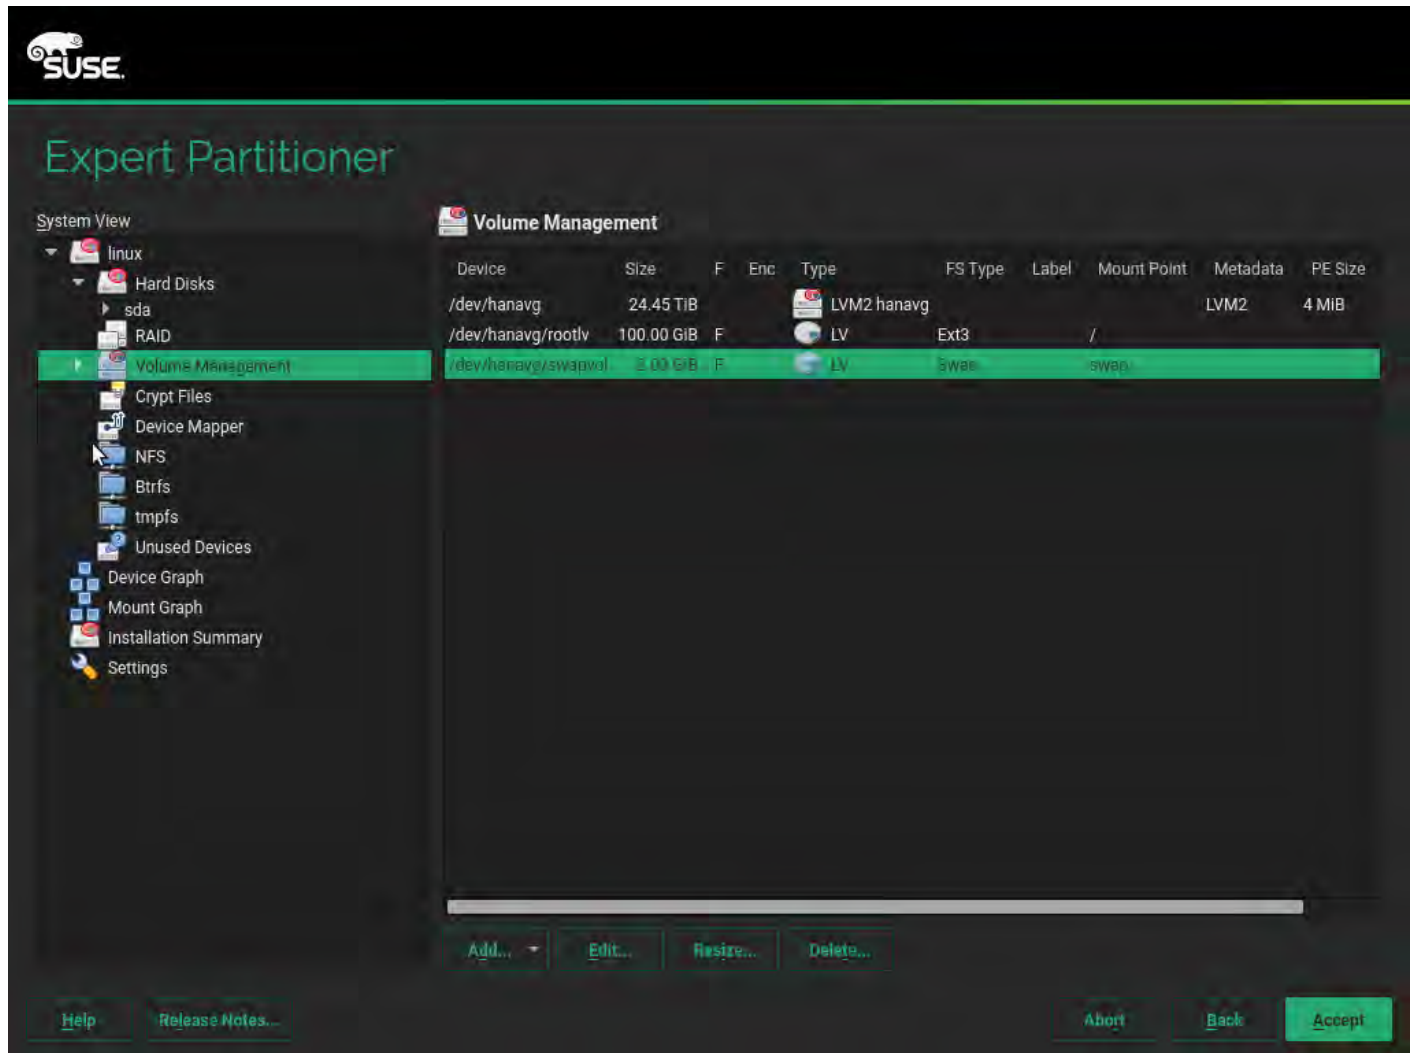 SUSE.
Expert Partitioner
System View
linux
Hard Disks
sda
RAID
Volume Management
Crypt Files
Device Mapper
NFS
Btrfs
tmpfs
Unused Devices
Device Graph
Mount Graph
Installation Summary
Settings
Volume Management
Device Size F Enc Type FS Type Label Mount Point Metadata PE Size
/dev/hanavg 24.45 TiB LVM2 hanavg LVM2 4 MiB
/dev/hanavg/rootlv 100.00 GiB F LV Ext3 /
/dev/hanavg/swapvol 2.00 GiB F LV Swap swap
Add... Edit... Resize... Delete...
Help Release Notes... Abort Back Accept